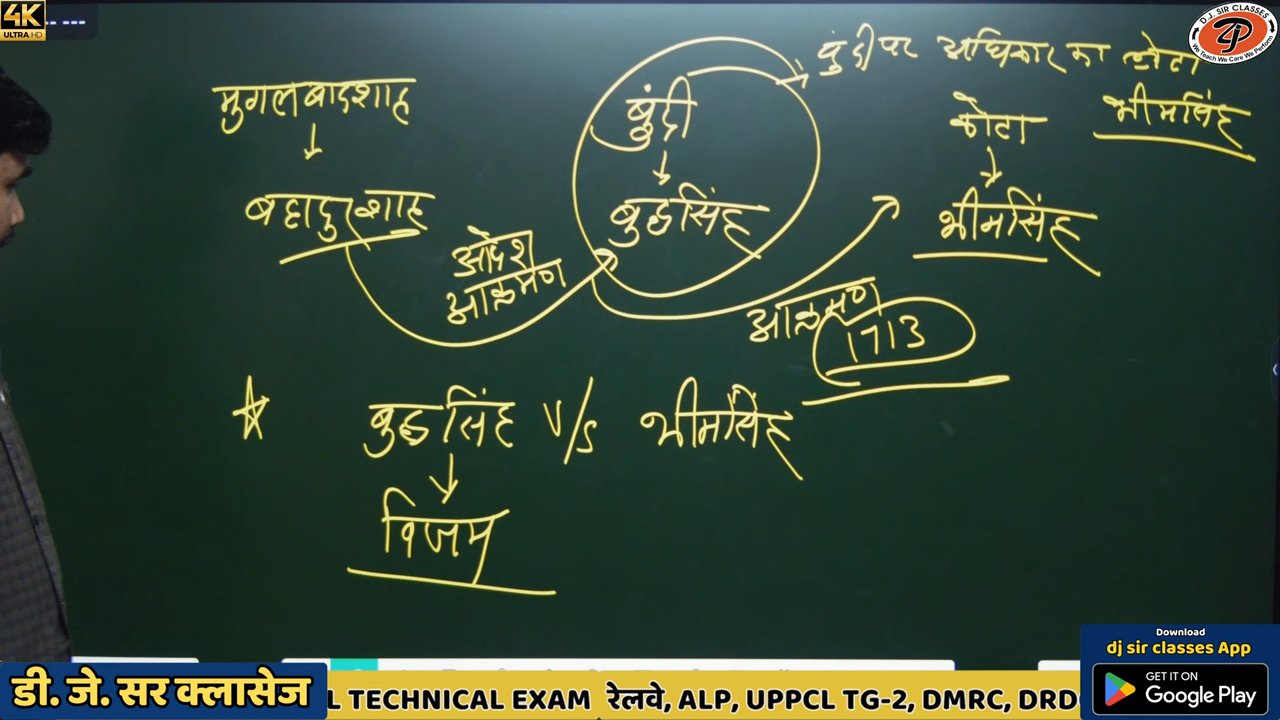 4K
ULTRA HD
D.J. SIR CLASSES
We Teach We Care We Perform
बुंदी पर अधिकार का
भीमसिंह
मुगल बादशाह
बुंदी
कोटा
बहादुरशाह
बुद्धसिंह
भीमसिंह
आदेश
आक्रमण
आक्रमण
1713
बुद्धसिंह V/S भीमसिंह
विजय
Download
dj sir classes App
GET IT ON
Google Play
डी. जे. सर क्लासेज
L TECHNICAL EXAM रेलवे, ALP, UPPCL TG-2, DMRC, DRD